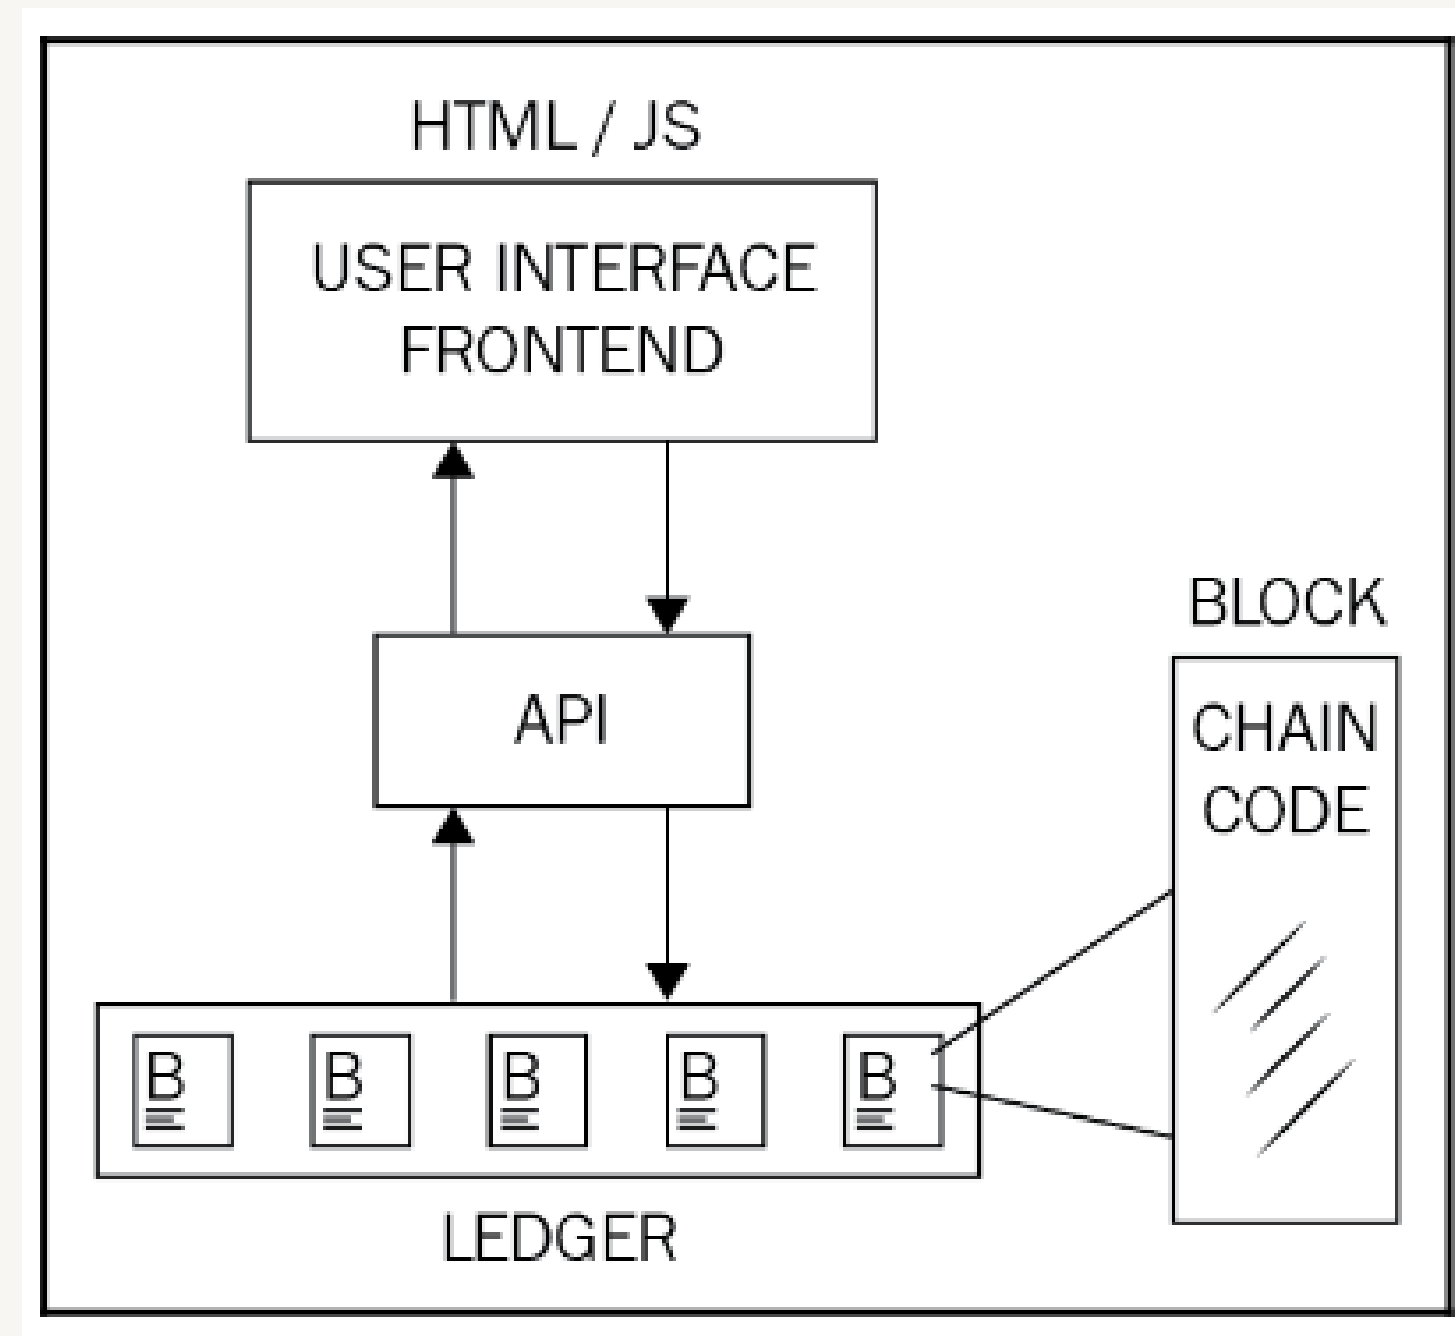 HTML / JS
USER INTERFACE
FRONTEND
API
BLOCK
CHAIN
CODE
B B B B B
LEDGER